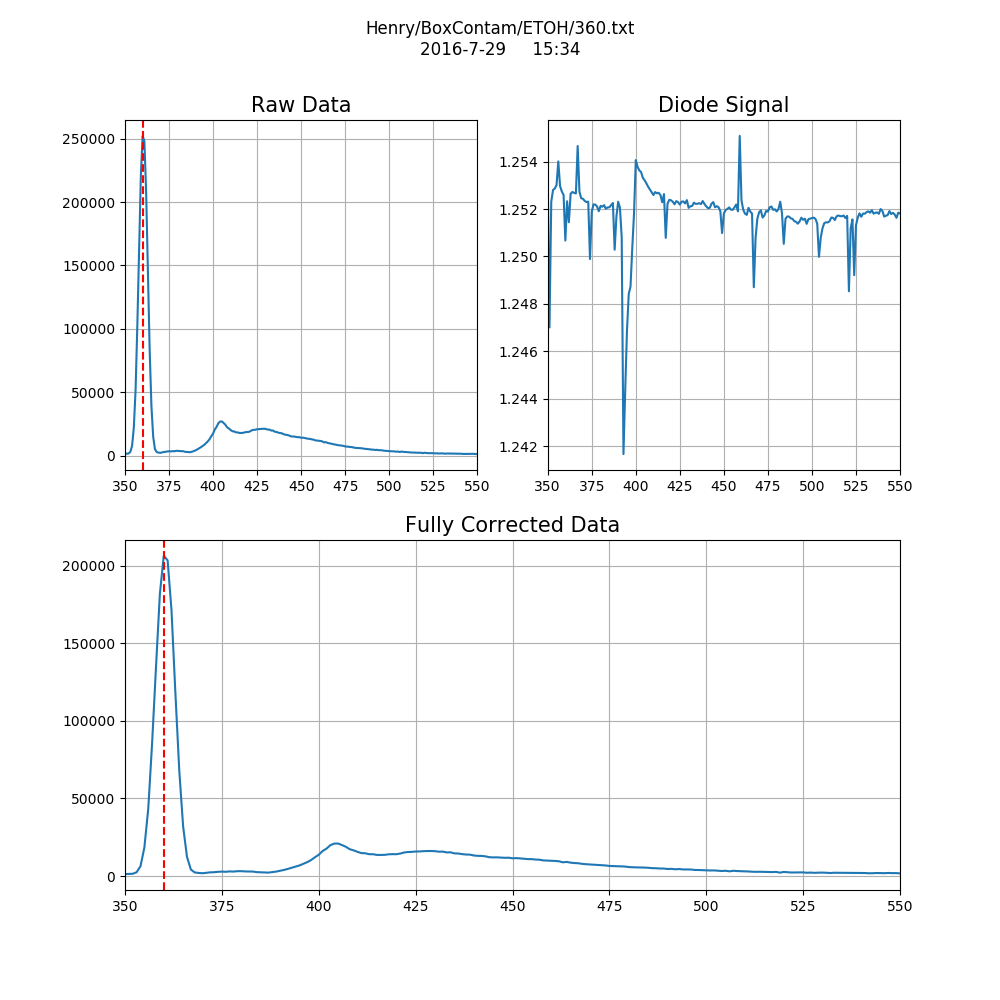 Henry/BoxContam/ETOH/360.txt
2016-7-29 15:34
Raw Data
250000
200000
150000
100000
50000
0
350 375 400 425 450 475 500 525 550
Diode Signal
1.254
1.252
1.250
1.248
1.246
1.244
1.242
350 375 400 425 450 475 500 525 550
Fully Corrected Data
200000
150000
100000
50000
0
350 375 400 425 450 475 500 525 550